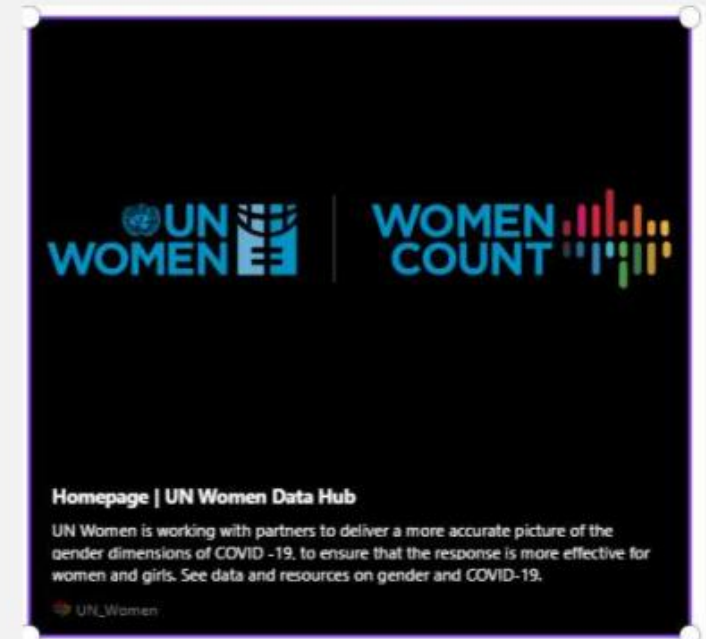 UN
WOMEN
WOMEN
COUNT
Homepage | UN Women Data Hub
UN Women is working with partners to deliver a more accurate picture of the
gender dimensions of COVID -19, to ensure that the response is more effective for
women and girls. See data and resources on gender and COVID-19.
UN_Women